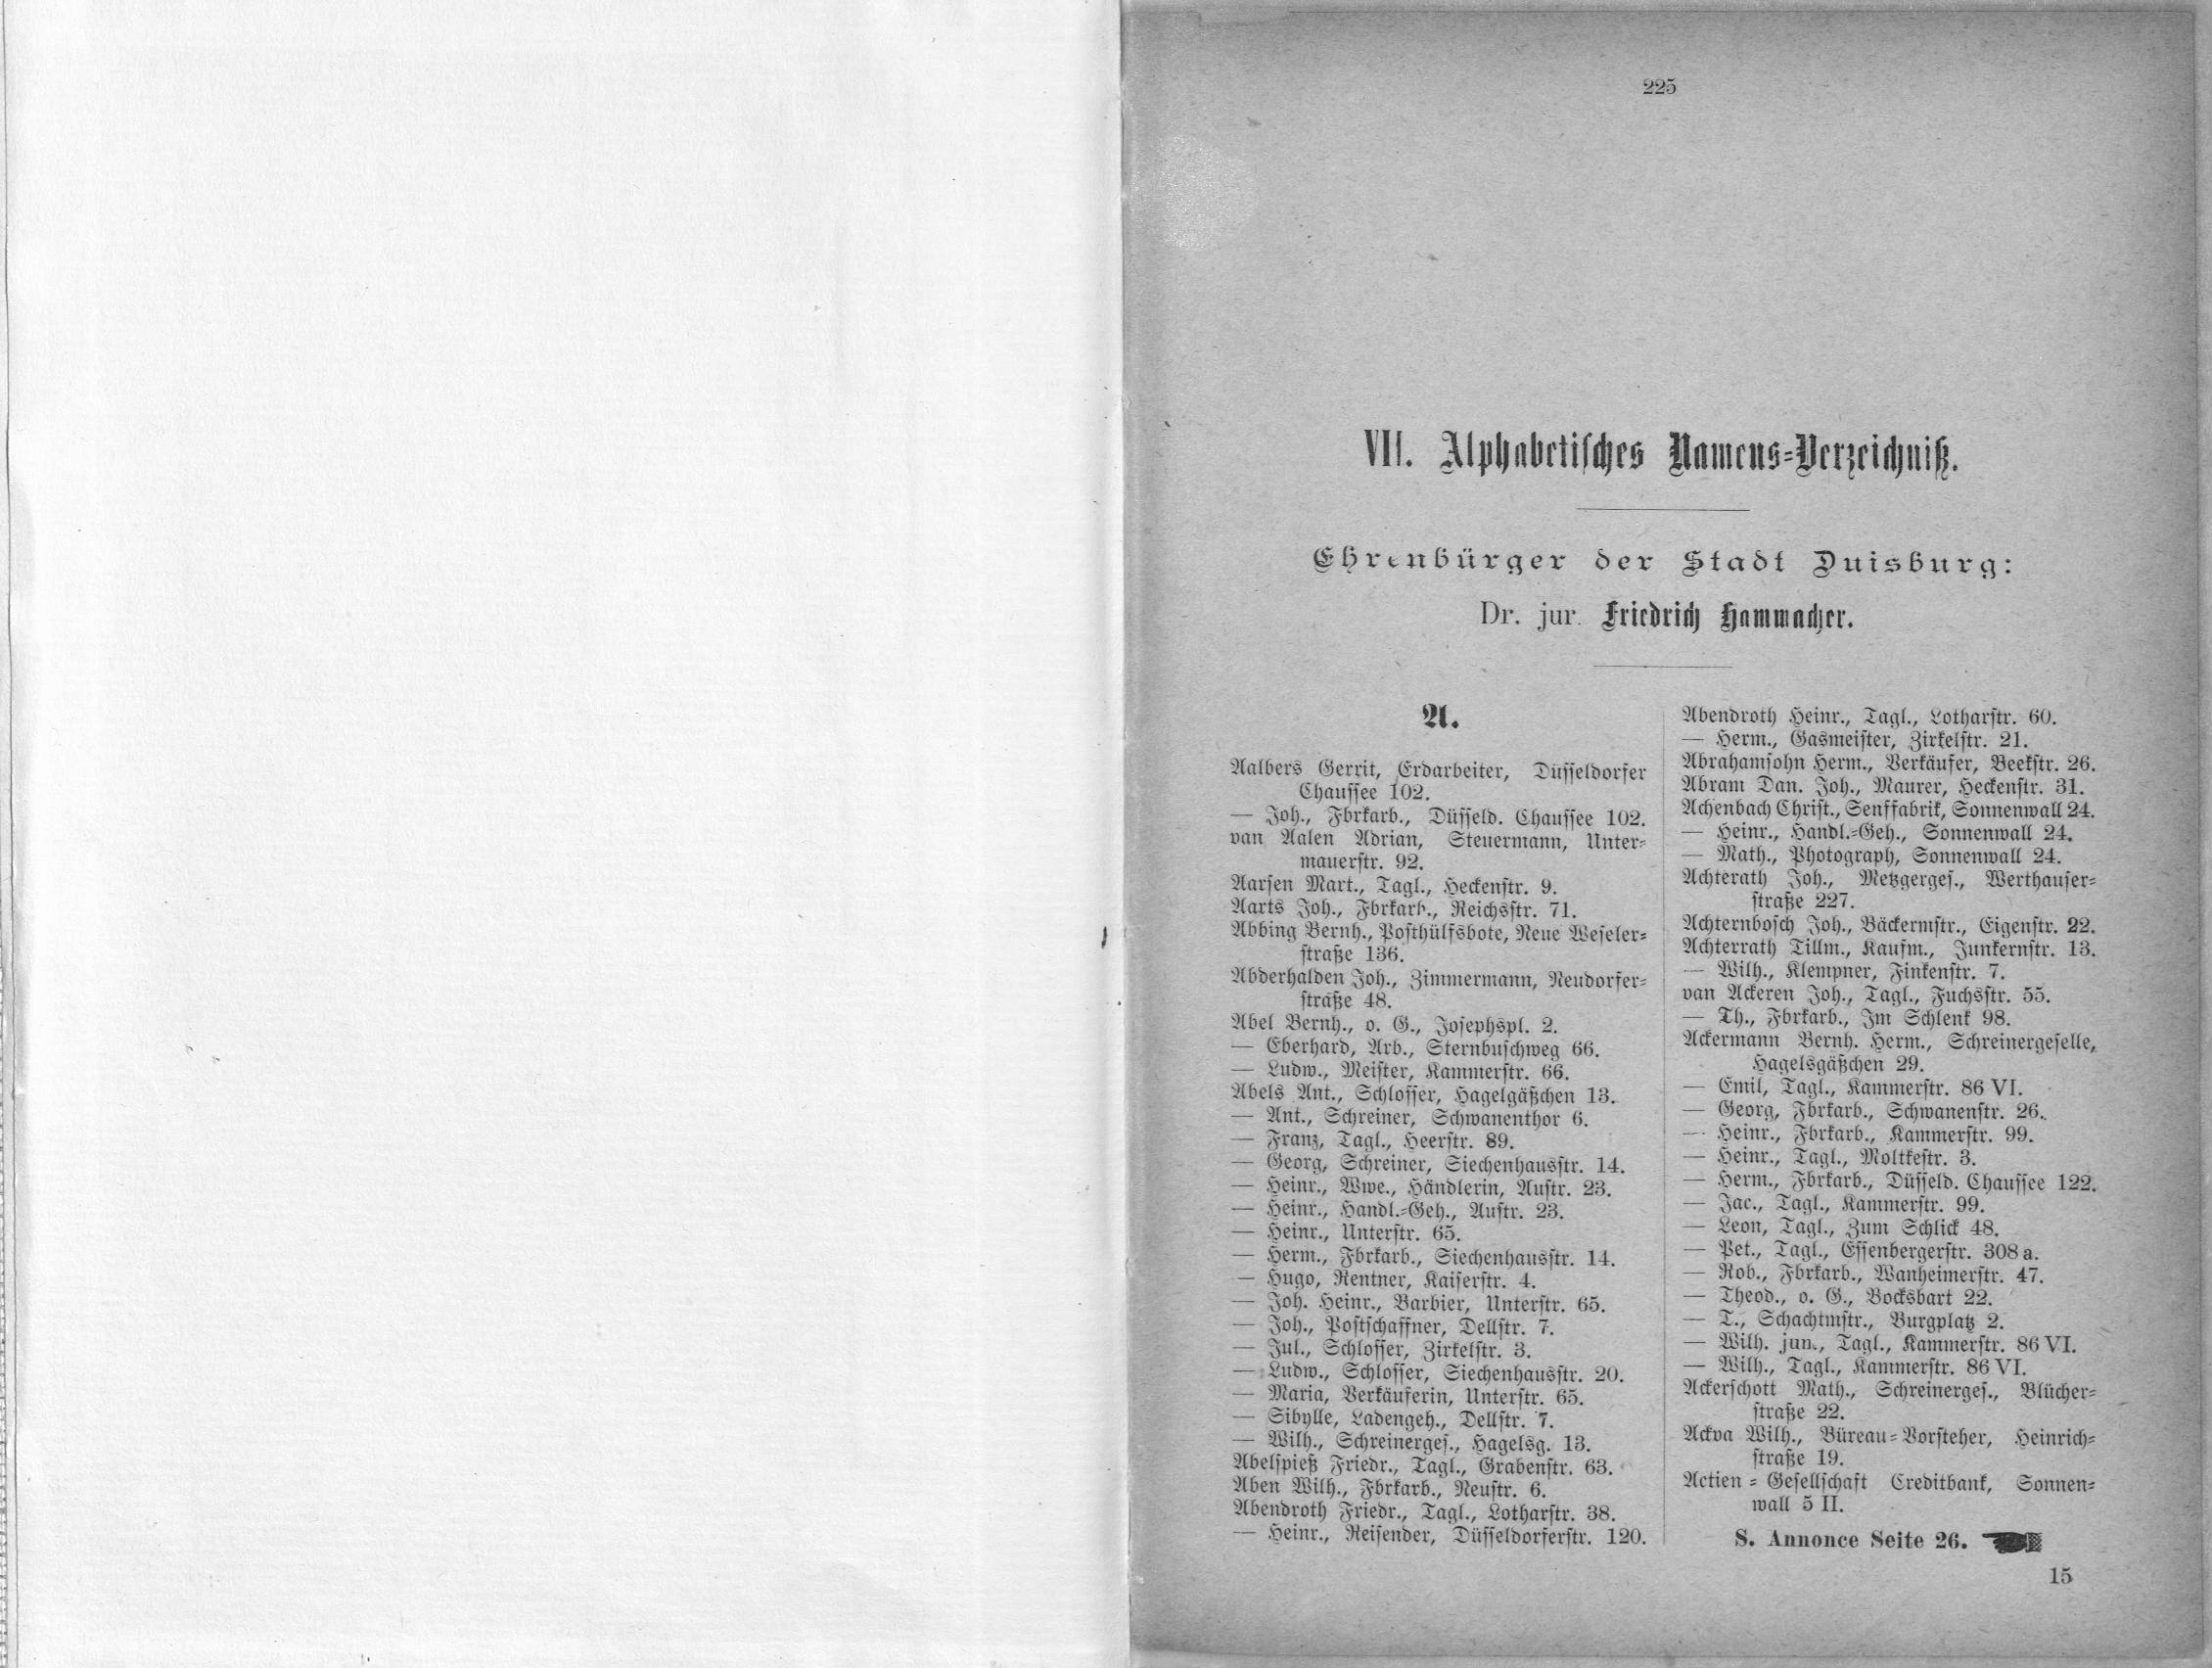 225
VII. Alphabetisches Namens-Verzeichniß.
Ehrenbürger der Stadt Duisburg:
Dr. jur. Friedrich Hammacher.
A.
Aalbers Gerrit, Erdarbeiter, Düsseldorfer
Chaussee 102.
— Joh., Fbrkarb., Düsseld. Chaussee 102.
van Aalen Adrian, Steuermann, Unter-
mauerstr. 92.
Aarsen Mart., Tagl., Heckenstr. 9.
Aarts Joh., Fbrkarb., Reichsstr. 71.
Abbing Bernh., Posthülfsbote, Neue Weseler-
straße 136.
Abderhalden Joh., Zimmermann, Neudorfer-
straße 48.
Abel Bernh., o. G., Josephspl. 2.
— Eberhard, Arb., Sternbuschweg 66.
— Ludw., Meister, Kammerstr. 66.
Abels Ant., Schlosser, Hagelgäßchen 13.
— Ant., Schreiner, Schwanenthor 6.
— Franz, Tagl., Heerstr. 89.
— Georg, Schreiner, Siechenhausstr. 14.
— Heinr., Wwe., Händlerin, Austr. 23.
— Heinr., Handl.-Geh., Austr. 23.
— Heinr., Unterstr. 65.
— Herm., Fbrkarb., Siechenhausstr. 14.
— Hugo, Rentner, Kaiserstr. 4.
— Joh. Heinr., Barbier, Unterstr. 65.
— Joh., Postschaffner, Dellstr. 7.
— Jul., Schlosser, Zirkelstr. 3.
— Ludw., Schlosser, Siechenhausstr. 20.
— Maria, Verkäuferin, Unterstr. 65.
— Sibylle, Ladengeh., Dellstr. 7.
— Wilh., Schreinerges., Hagelsg. 13.
Abelspieß Friedr., Tagl., Grabenstr. 63.
Aben Wilh., Fbrkarb., Neustr. 6.
Abendroth Friedr., Tagl., Lotharstr. 38.
— Heinr., Reisender, Düsseldorferstr. 120.
Abendroth Heinr., Tagl., Lotharstr. 60.
— Herm., Gasmeister, Zirkelstr. 21.
Abrahamsohn Herm., Verkäufer, Beekstr. 26.
Abram Dan. Joh., Maurer, Heckenstr. 31.
Achenbach Christ., Senffabrik, Sonnenwall 24.
— Heinr., Handl.-Geh., Sonnenwall 24.
— Math., Photograph, Sonnenwall 24.
Achterath Joh., Metzgerges., Werthauser-
straße 227.
Achternbosch Joh., Bäckermstr., Eigenstr. 22.
Achterrath Tillm., Kaufm., Junkernstr. 13.
— Wilh., Klempner, Finkenstr. 7.
van Ackeren Joh., Tagl., Fuchsstr. 55.
— Th., Fbrkarb., Im Schlenk 98.
Ackermann Bernh. Herm., Schreinergeselle,
Hagelsgäßchen 29.
— Emil, Tagl., Kammerstr. 86 VI.
— Georg, Fbrkarb., Schwanenstr. 26.
— Heinr., Fbrkarb., Kammerstr. 99.
— Heinr., Tagl., Moltkestr. 3.
— Herm., Fbrkarb., Düsseld. Chaussee 122.
— Jac., Tagl., Kammerstr. 99.
— Leon, Tagl., Zum Schlick 48.
— Pet., Tagl., Essenbergerstr. 308 a.
— Rob., Fbrkarb., Wanheimerstr. 47.
— Theod., o. G., Bocksbart 22.
— T., Schachtmstr., Burgplatz 2.
— Wilh. jun., Tagl., Kammerstr. 86 VI.
— Wilh., Tagl., Kammerstr. 86 VI.
Ackerschott Math., Schreinerges., Blücher-
straße 22.
Ackva Wilh., Büreau-Vorsteher, Heinrich-
straße 19.
Actien-Gesellschaft Creditbank, Sonnen-
wall 5 II.
S. Annonce Seite 26.
15